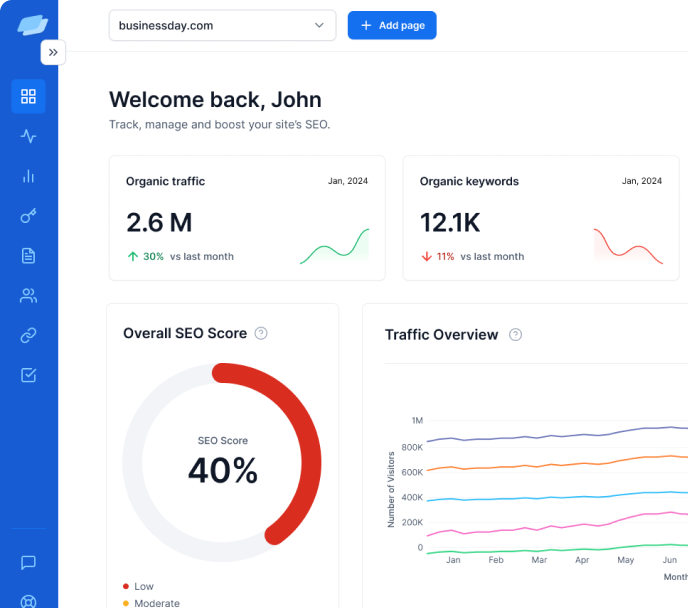 businessday.com
Add page
Welcome back, John
Track, manage and boost your site's SEO.
Organic traffic
Jan, 2024
2.6 M
30% vs last month
Organic keywords
Jan, 2024
12.1K
11% vs last month
Overall SEO Score
SEO Score
40%
Low
Moderate
Traffic Overview
Number of Visitors
1M
800K
600K
400K
200K
0
Jan Feb Mar Apr May Jun